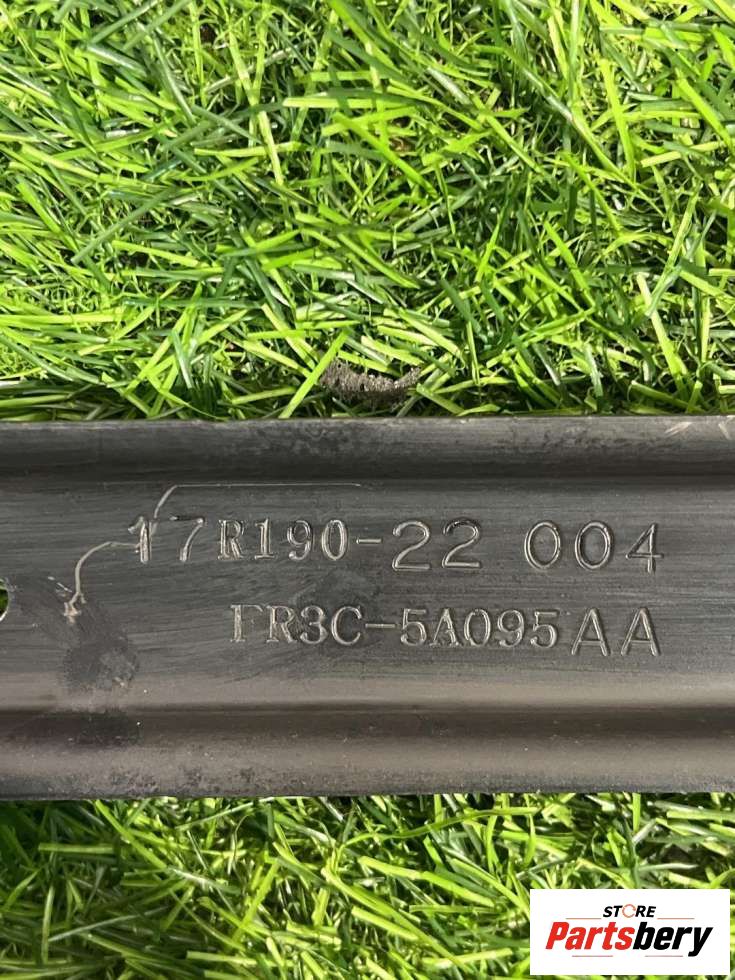 17R190-22 004
FR3C-5A095AA
STORE
Partsbery